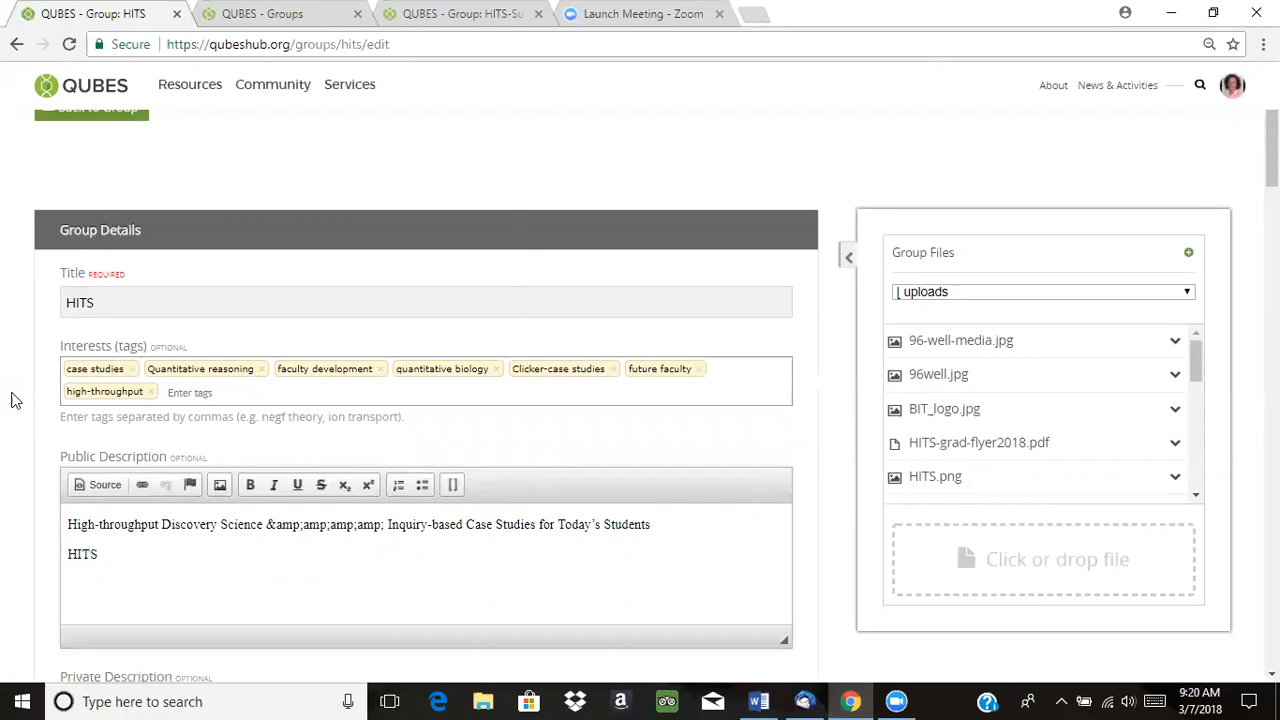 QUBES - Group: HITS
QUBES - Groups
QUBES - Group: HITS-Su
Launch Meeting - Zoom
Secure
https://qubeshub.org/groups/hits/edit
QUBES
Resources
Community
Services
About
News & Activities
Back to Group
Group Details
Title REQUIRED
HITS
Interests (tags) OPTIONAL
case studies
Quantitative reasoning
faculty development
quantitative biology
Clicker-case studies
future faculty
high-throughput
Enter tags
Enter tags separated by commas (e.g. negf theory, ion transport).
Public Description OPTIONAL
Source
High-throughput Discovery Science &amp;amp;amp;amp; Inquiry-based Case Studies for Today's Students
HITS
Private Description OPTIONAL
Group Files
|_ uploads
96-well-media.jpg
96well.jpg
BIT_logo.jpg
HITS-grad-flyer2018.pdf
HITS.png
Click or drop file
Type here to search
9:20 AM
3/7/2018